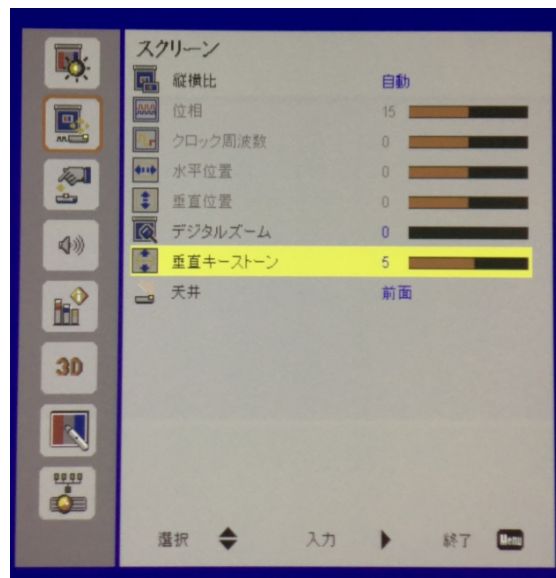 スクリーン
縦横比 自動
位相 15
クロック周波数 0
水平位置 0
垂直位置 0
デジタルズーム 0
垂直キーストーン 5
天井 前面
3D
選択 入力 終了 Menu